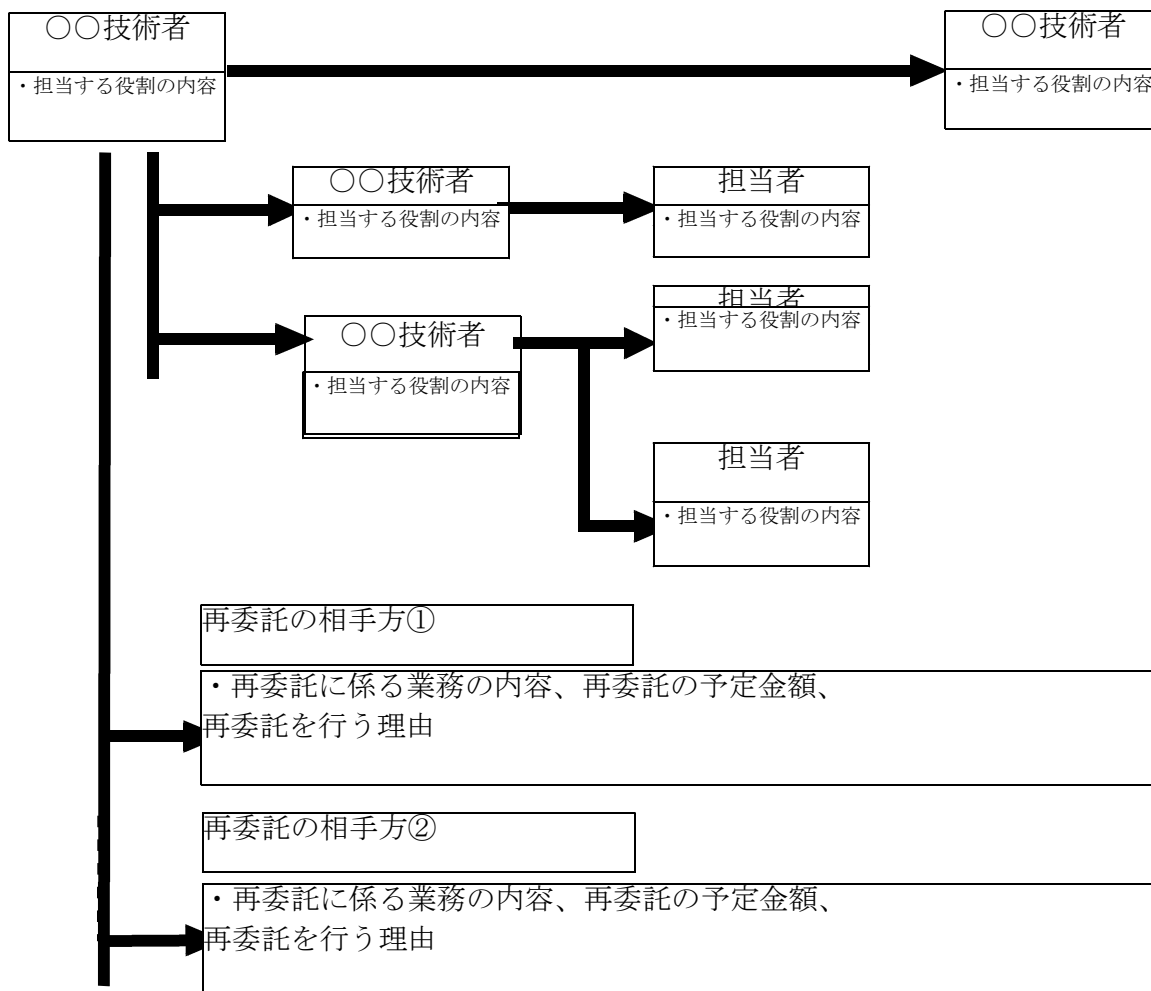 ○○技術者
・担当する役割の内容
○○技術者
・担当する役割の内容
○○技術者
・担当する役割の内容
担当者
・担当する役割の内容
担当者
・担当する役割の内容
○○技術者
・担当する役割の内容
担当者
・担当する役割の内容
再委託の相手方①
・再委託に係る業務の内容、再委託の予定金額、
再委託を行う理由
再委託の相手方②
・再委託に係る業務の内容、再委託の予定金額、
再委託を行う理由